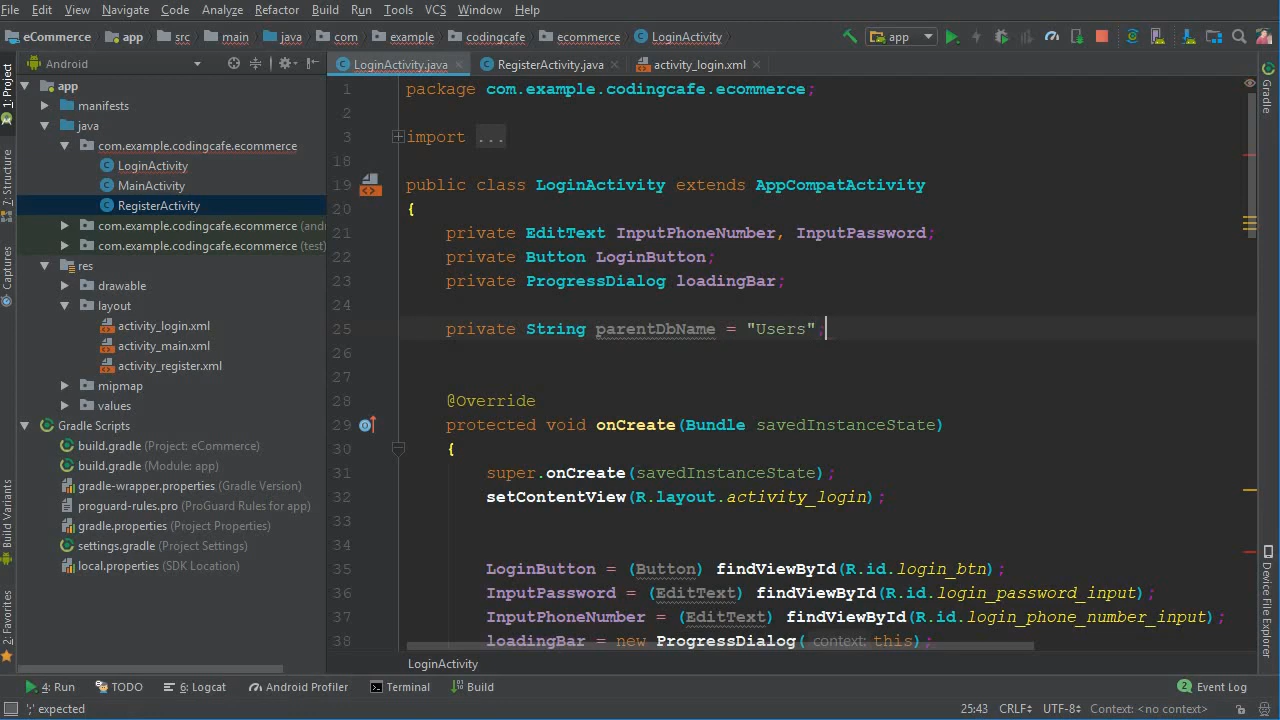 File Edit View Navigate Code Analyze Refactor Build Run Tools VCS Window Help
eCommerce app src main java com example codingcafe ecommerce LoginActivity app
Android LoginActivity.java RegisterActivity.java activity_login.xml
1: Project
7: Structure
Captures
Build Variants
2: Favorites
app
manifests
java
com.example.codingcafe.ecommerce
LoginActivity
MainActivity
RegisterActivity
com.example.codingcafe.ecommerce (and
com.example.codingcafe.ecommerce (test)
res
drawable
layout
activity_login.xml
activity_main.xml
activity_register.xml
mipmap
values
Gradle Scripts
build.gradle (Project: eCommerce)
build.gradle (Module: app)
gradle-wrapper.properties (Gradle Version)
proguard-rules.pro (ProGuard Rules for app)
gradle.properties (Project Properties)
settings.gradle (Project Settings)
local.properties (SDK Location)
1 package com.example.codingcafe.ecommerce;
2
3 import ...
18
19 public class LoginActivity extends AppCompatActivity
20 {
21 private EditText InputPhoneNumber, InputPassword;
22 private Button LoginButton;
23 private ProgressDialog loadingBar;
24
25 private String parentDbName = "Users";
26
27
28 @Override
29 protected void onCreate(Bundle savedInstanceState)
30 {
31 super.onCreate(savedInstanceState);
32 setContentView(R.layout.activity_login);
33
34
35 LoginButton = (Button) findViewById(R.id.login_btn);
36 InputPassword = (EditText) findViewById(R.id.login_password_input);
37 InputPhoneNumber = (EditText) findViewById(R.id.login_phone_number_input);
38 loadingBar = new ProgressDialog( context: this);
LoginActivity
Gradle
Device File Explorer
4: Run TODO 6: Logcat Android Profiler Terminal Build 2 Event Log
';' expected 25:43 CRLF UTF-8 Context: <no context>